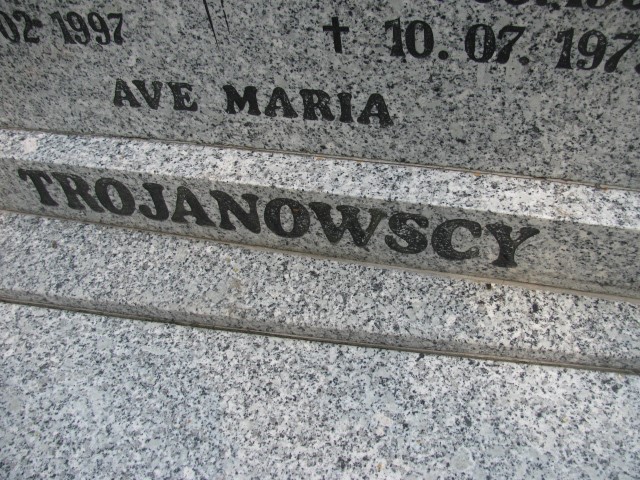 02 1997
✝ 10.07.197
AVE MARIA
TROJANOWSCY